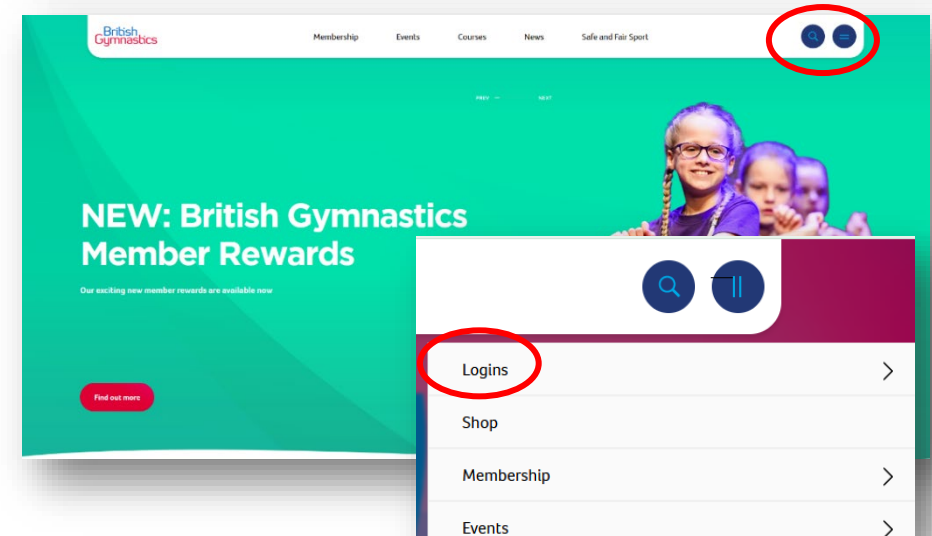 British
Gymnastics
Membership Events Courses News Safe and Fair Sport
PREV NEXT
NEW: British Gymnastics
Member Rewards
Our exciting new member rewards are available now
Find out more
Logins
Shop
Membership
Events